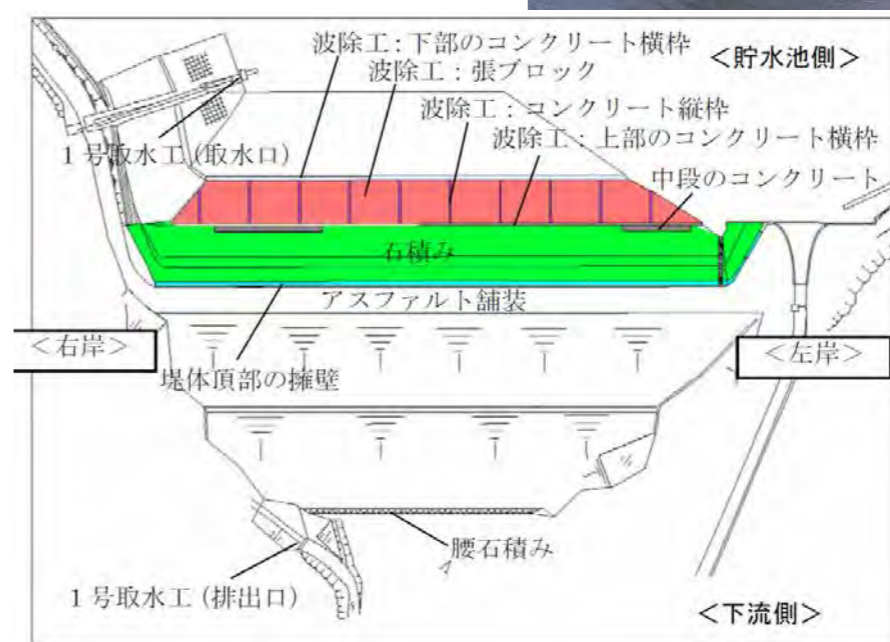 波除工:下部のコンクリート横枠
波除工:張ブロック
<貯水池側>
波除工:コンクリート縦枠
波除工:上部のコンクリート横枠
1号取水工(取水口)
中段のコンクリート
石積み
アスファルト舗装
<右岸>
<左岸>
堤体頂部の擁壁
腰石積み
1号取水工(排出口)
<下流側>